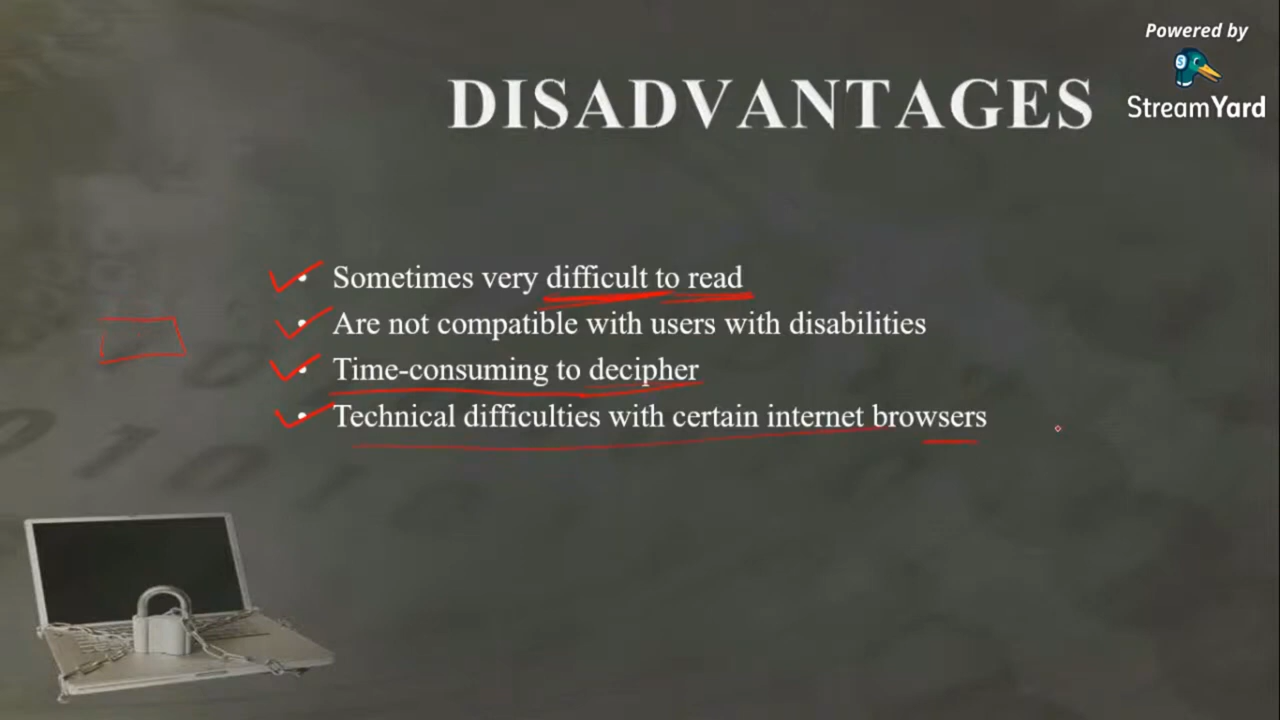 Powered by
StreamYard
DISADVANTAGES
• Sometimes very difficult to read
• Are not compatible with users with disabilities
• Time-consuming to decipher
• Technical difficulties with certain internet browsers